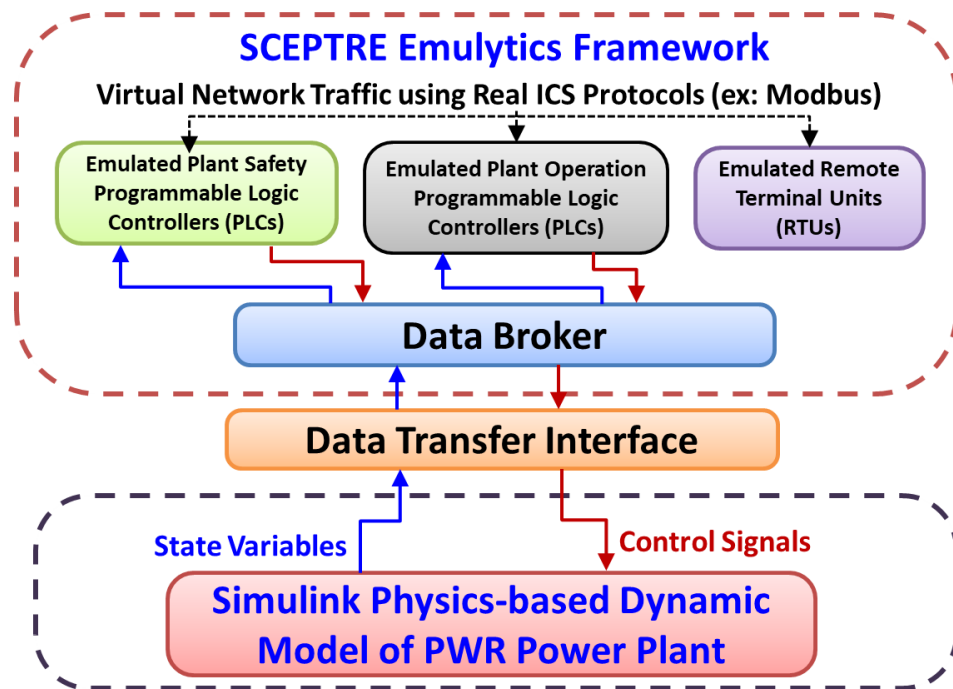 SCEPTRE Emulytics Framework
Virtual Network Traffic using Real ICS Protocols (ex: Modbus)
Emulated Plant Safety
Programmable Logic
Controllers (PLCs)
Emulated Plant Operation
Programmable Logic
Controllers (PLCs)
Emulated Remote
Terminal Units
(RTUs)
Data Broker
Data Transfer Interface
State Variables
Control Signals
Simulink Physics-based Dynamic
Model of PWR Power Plant